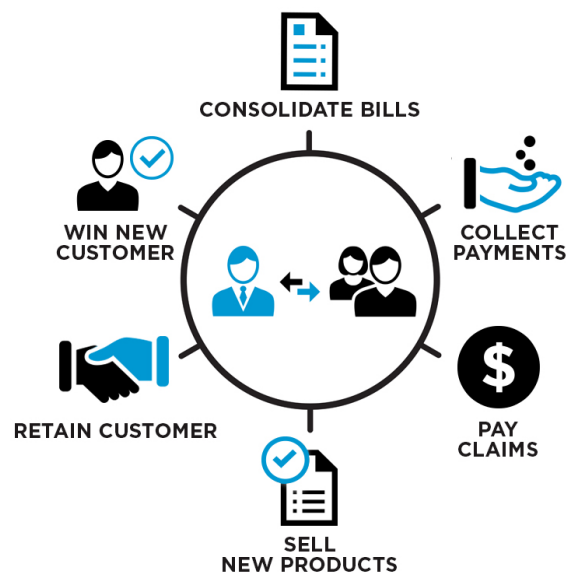 CONSOLIDATE BILLS
COLLECT
PAYMENTS
$
PAY
CLAIMS
SELL
NEW PRODUCTS
RETAIN CUSTOMER
WIN NEW
CUSTOMER